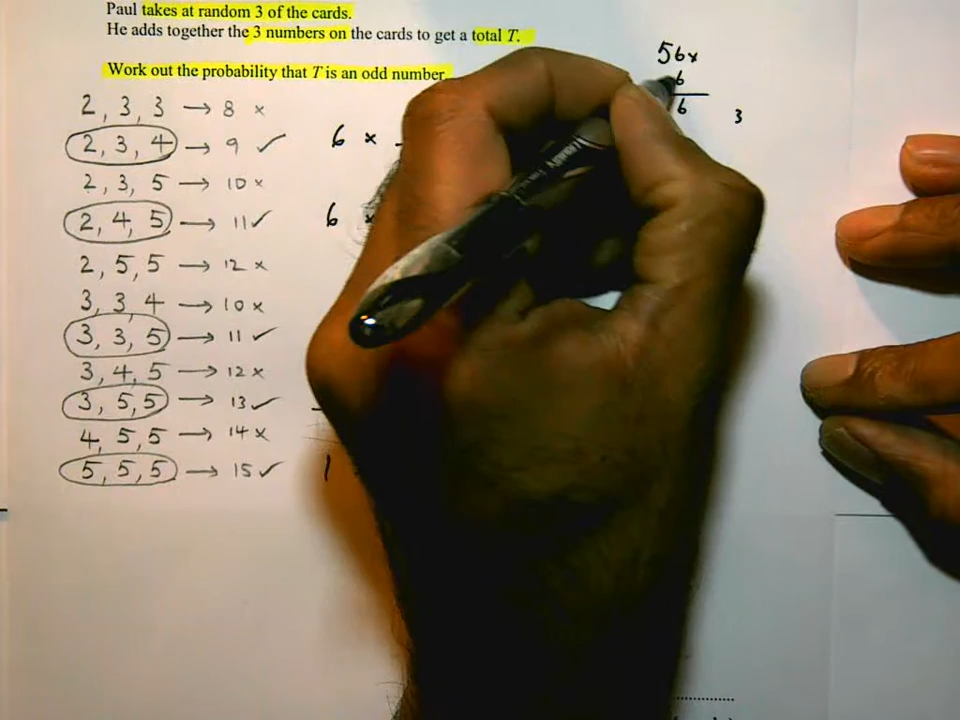 Paul takes at random 3 of the cards.
He adds together the 3 numbers on the cards to get a total T.
Work out the probability that T is an odd number
2, 3, 3 → 8 ×
2, 3, 4 → 9 ✓
2, 3, 5 → 10 ×
2, 4, 5 → 11 ✓
2, 5, 5 → 12 ×
3, 3, 4 → 10 ×
3, 3, 5 → 11 ✓
3, 4, 5 → 12 ×
3, 5, 5 → 13 ✓
4, 5, 5 → 14 ×
5, 5, 5 → 15 ✓
6 ×
6 ×
56×
6
6
3